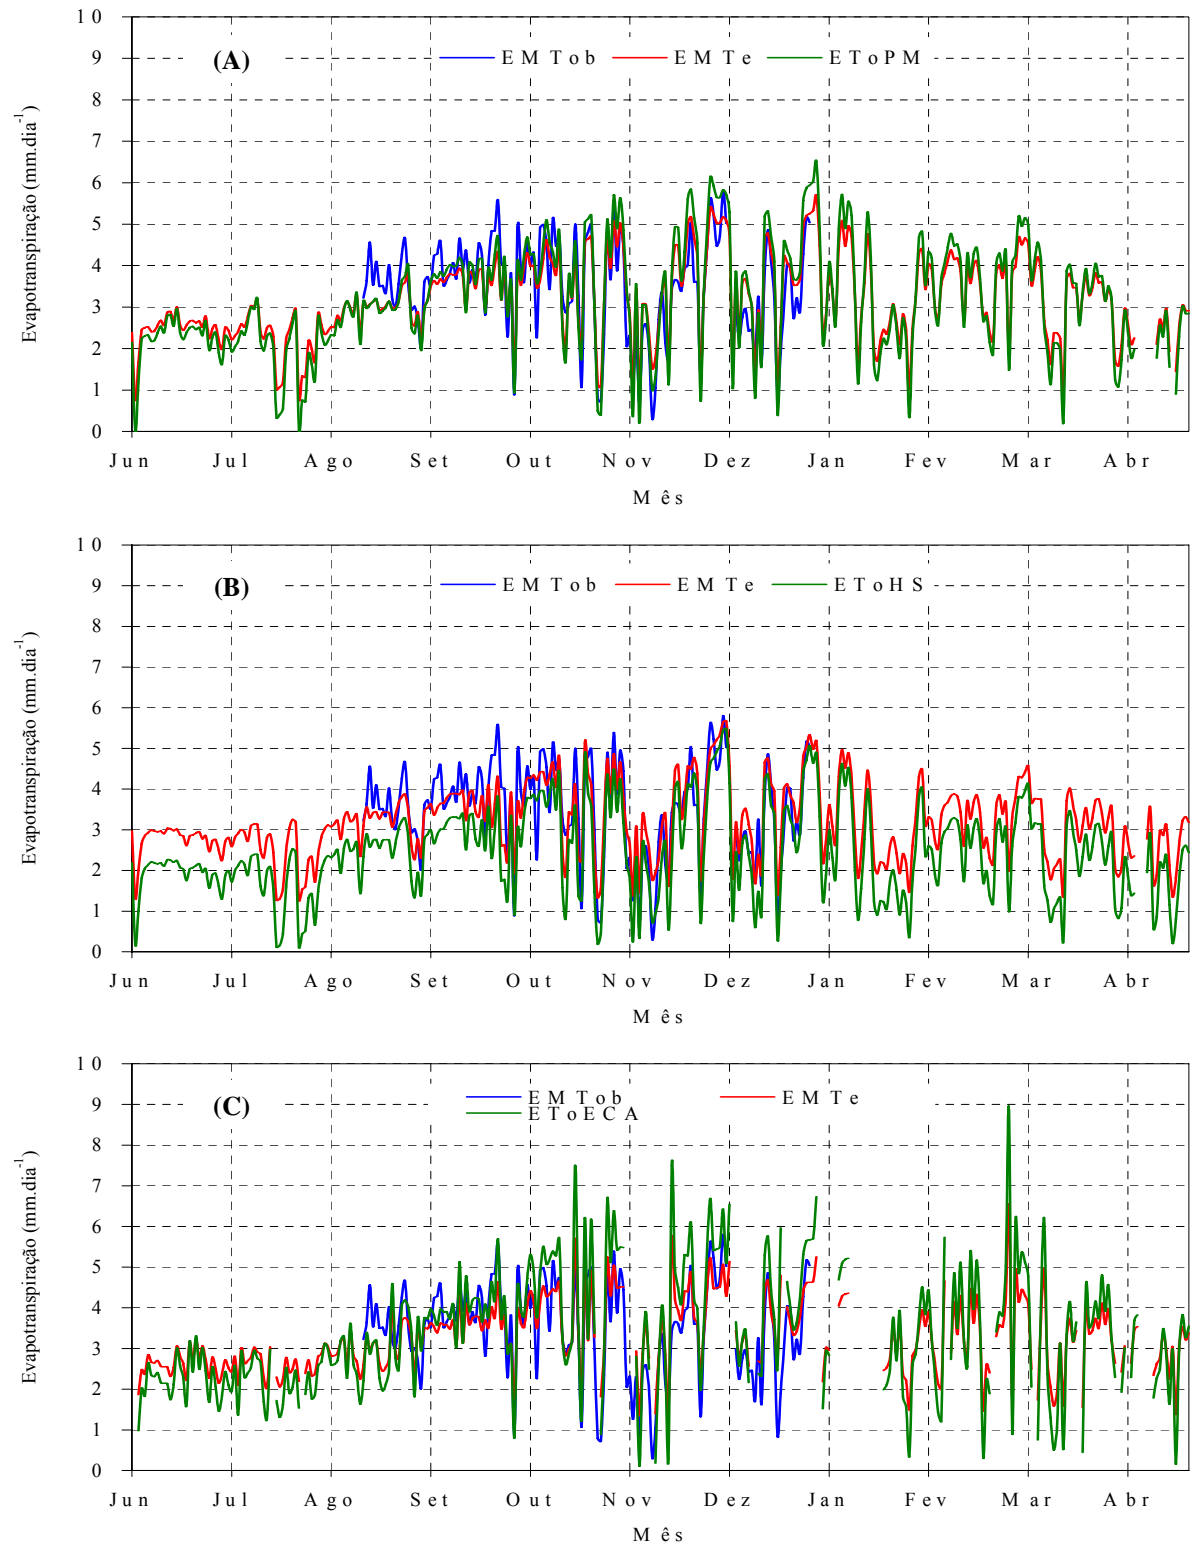 10
(A) EMTob EMTe EToPM
9
8
7
6
5
4
3
2
1
0
Evapotranspiração (mm.dia-1)
Jun Jul Ago Set Out Nov Dez Jan Fev Mar Abr
Mês
10
(B) EMTob EMTe EToHS
9
8
7
6
5
4
3
2
1
0
Evapotranspiração (mm.dia-1)
Jun Jul Ago Set Out Nov Dez Jan Fev Mar Abr
Mês
10
(C) EMTob EMTe
EToECA
9
8
7
6
5
4
3
2
1
0
Evapotranspiração (mm.dia-1)
Jun Jul Ago Set Out Nov Dez Jan Fev Mar Abr
Mês